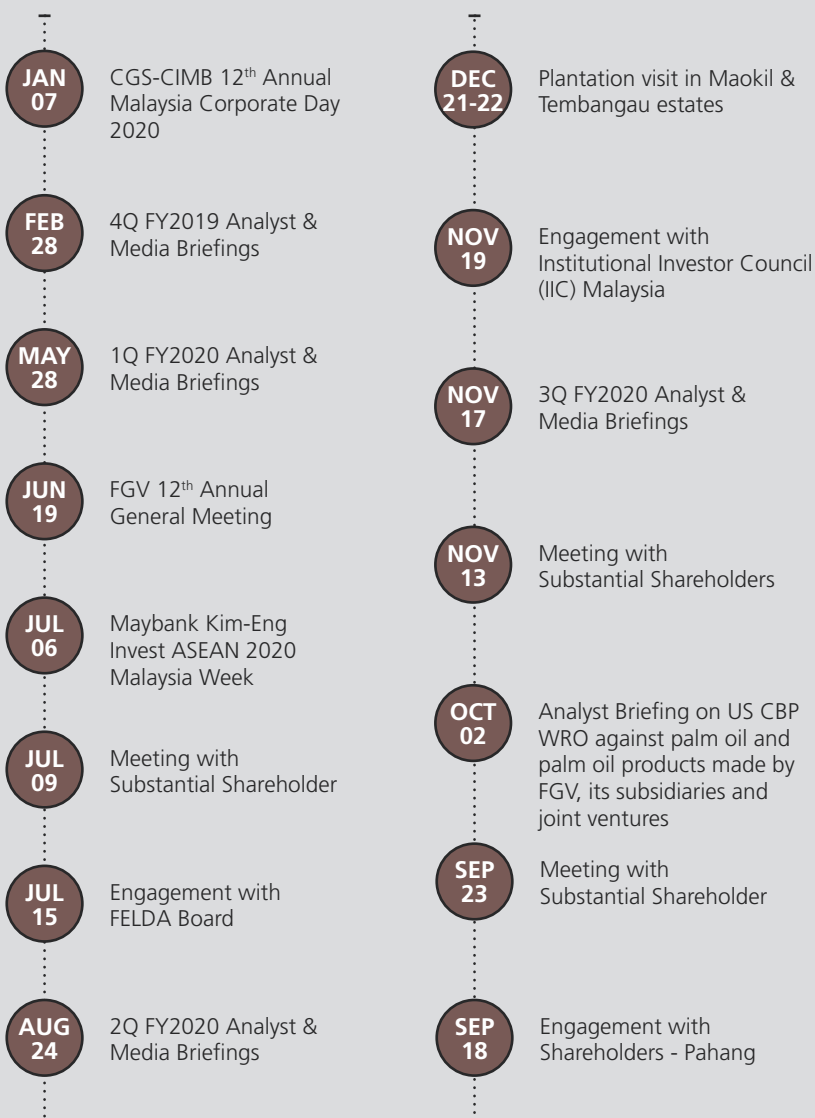 JAN
07
CGS-CIMB 12th Annual
Malaysia Corporate Day
2020
FEB
28
4Q FY2019 Analyst &
Media Briefings
MAY
28
1Q FY2020 Analyst &
Media Briefings
JUN
19
FGV 12th Annual
General Meeting
JUL
06
Maybank Kim-Eng
Invest ASEAN 2020
Malaysia Week
JUL
09
Meeting with
Substantial Shareholder
JUL
15
Engagement with
FELDA Board
AUG
24
2Q FY2020 Analyst &
Media Briefings
DEC
21-22
Plantation visit in Maokil &
Tembangau estates
NOV
19
Engagement with
Institutional Investor Council
(IIC) Malaysia
NOV
17
3Q FY2020 Analyst &
Media Briefings
NOV
13
Meeting with
Substantial Shareholders
OCT
02
Analyst Briefing on US CBP
WRO against palm oil and
palm oil products made by
FGV, its subsidiaries and
joint ventures
SEP
23
Meeting with
Substantial Shareholder
SEP
18
Engagement with
Shareholders - Pahang